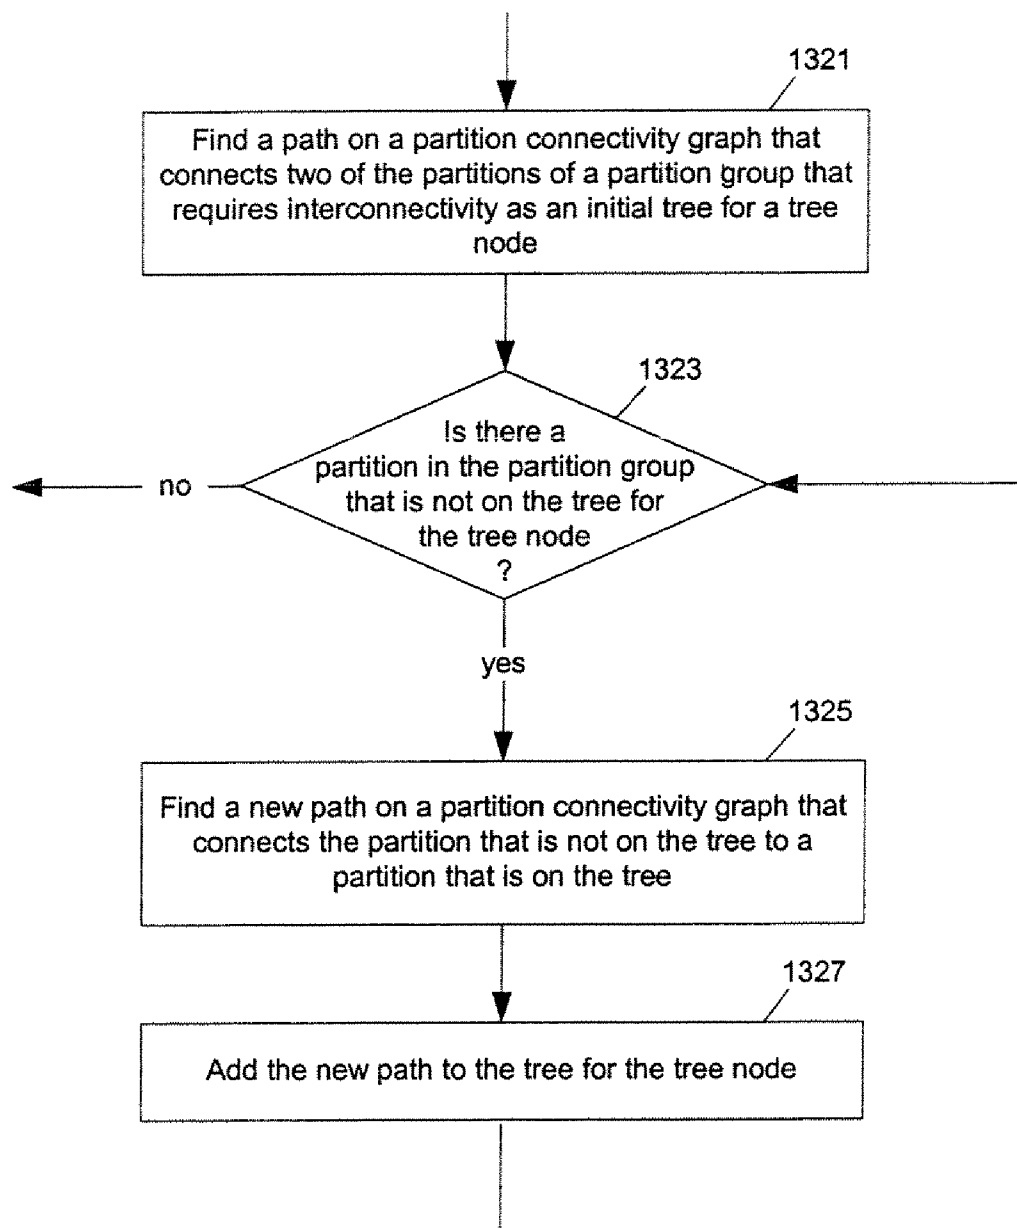 1321
Find a path on a partition connectivity graph that
connects two of the partitions of a partition group that
requires interconnectivity as an initial tree for a tree
node
1323
Is there a
partition in the partition group
that is not on the tree for
the tree node
?
no
yes
1325
Find a new path on a partition connectivity graph that
connects the partition that is not on the tree to a
partition that is on the tree
1327
Add the new path to the tree for the tree node